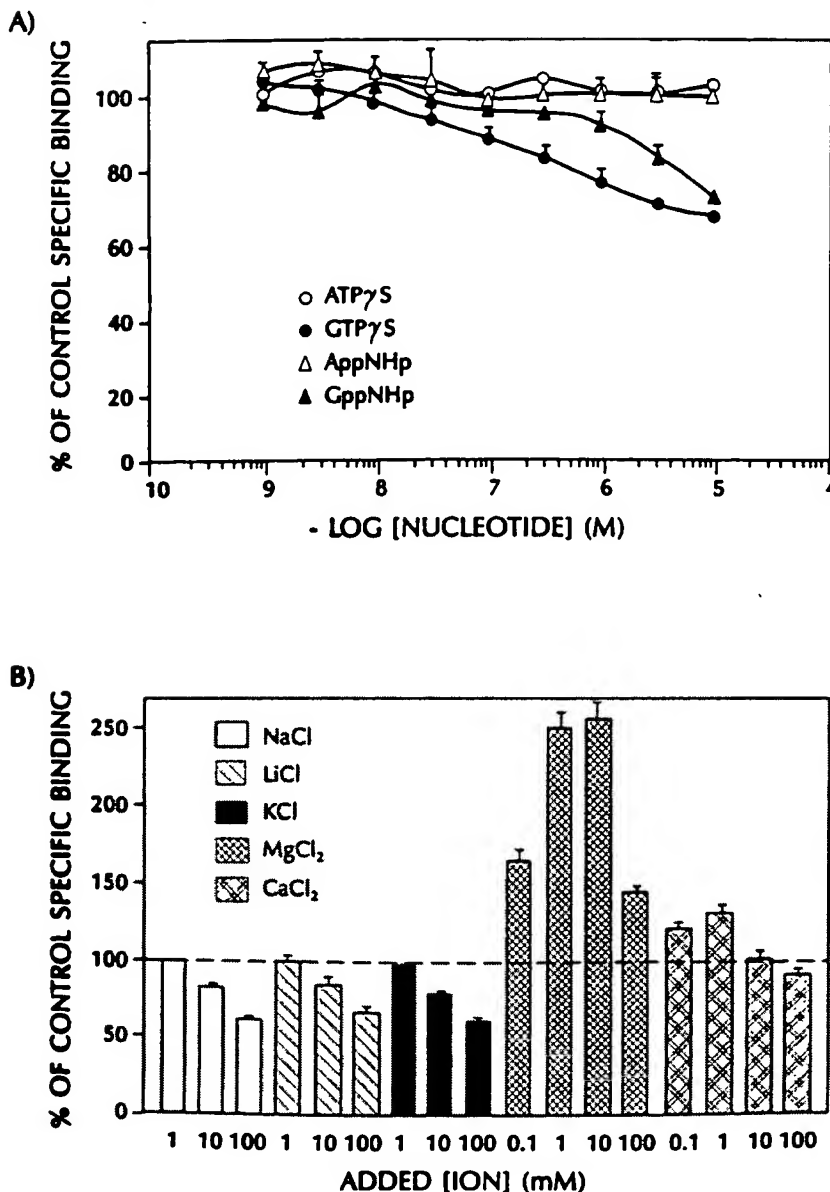 A)
% OF CONTROL SPECIFIC BINDING
100
80
60
40
20
0
ATPγS
GTPγS
AppNHp
GppNHp
10 9 8 7 6 5 4
- LOG [NUCLEOTIDE] (M)
B)
% OF CONTROL SPECIFIC BINDING
250
200
150
100
50
0
NaCl
LiCl
KCl
MgCl₂
CaCl₂
1 10 100 1 10 100 1 10 100 0.1 1 10 100 0.1 1 10 100
ADDED [ION] (mM)